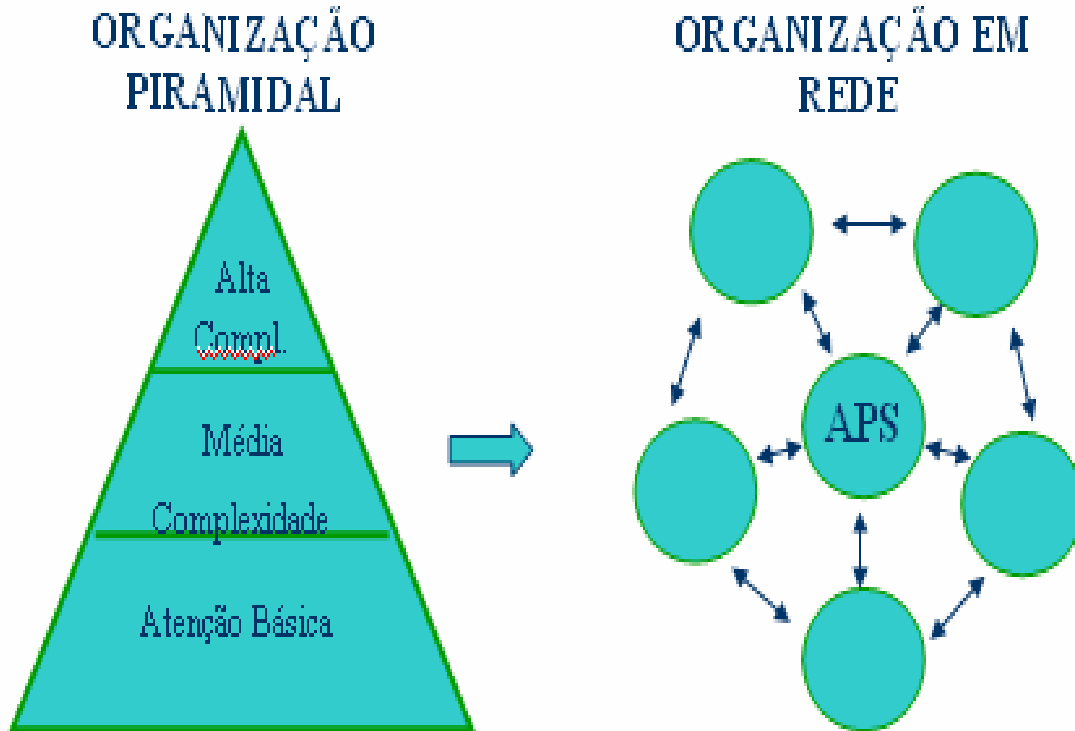 ORGANIZAÇÃO
PIRAMIDAL
Alta
Compl.
Média
Complexidade
Atenção Básica
ORGANIZAÇÃO EM
REDE
APS